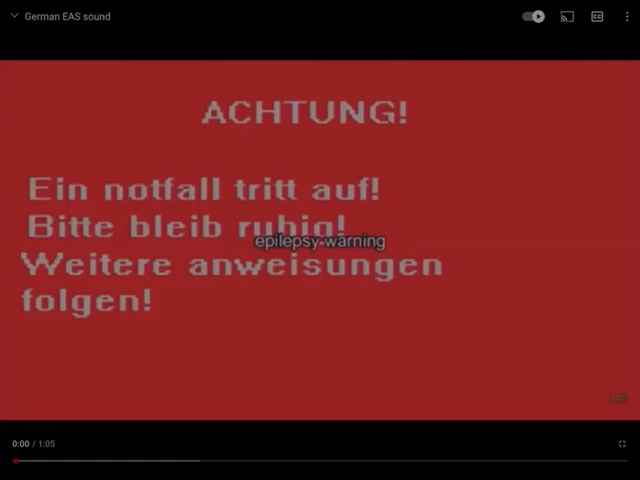 German EAS sound
ACHTUNG!
Ein notfall tritt auf!
Bitte bleib ruhig!
epilepsy-warning
Weitere anweisungen
folgen!
0:00 / 1:05
CC